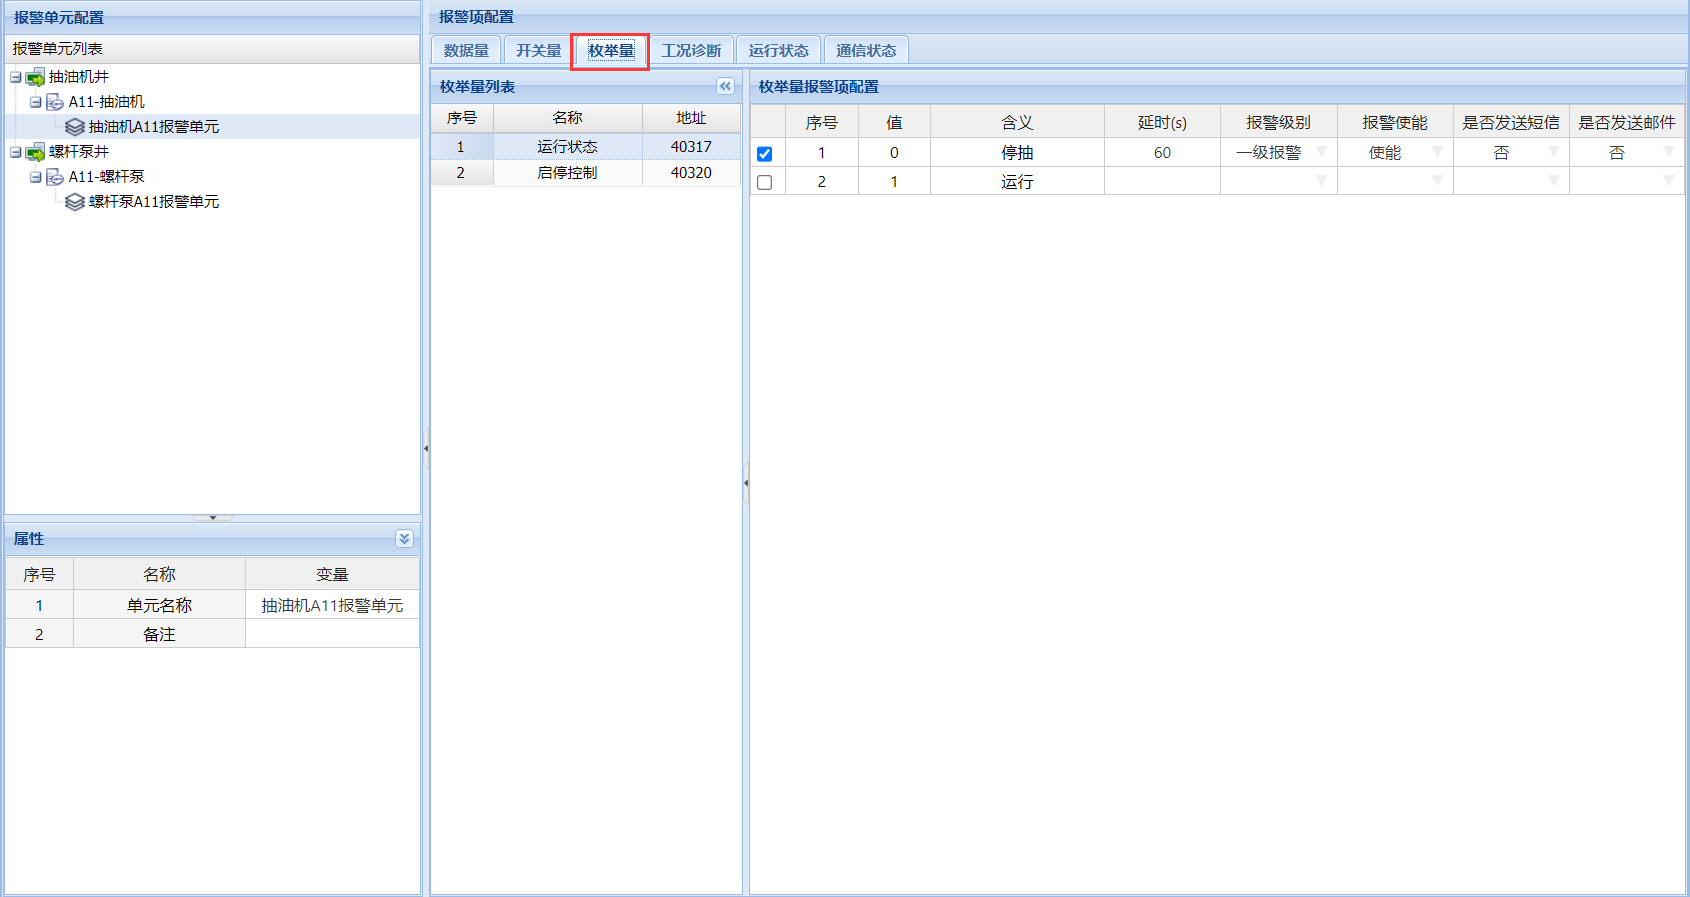 报警单元配置
报警单元列表
抽油机井
A11-抽油机
抽油机A11报警单元
螺杆泵井
A11-螺杆泵
螺杆泵A11报警单元
属性
序号 名称 变量
1 单元名称 抽油机A11报警单元
2 备注
报警项配置
数据量 开关量 枚举量 工况诊断 运行状态 通信状态
枚举量列表
序号 名称 地址
1 运行状态 40317
2 启停控制 40320
枚举量报警项配置
序号 值 含义 延时(s) 报警级别 报警使能 是否发送短信 是否发送邮件
1 0 停抽 60 一级报警 使能 否 否
2 1 运行